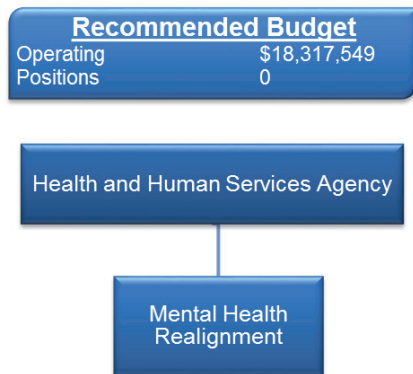 Recommended Budget
Operating $18,317,549
Positions 0
Health and Human Services Agency
Mental Health
Realignment